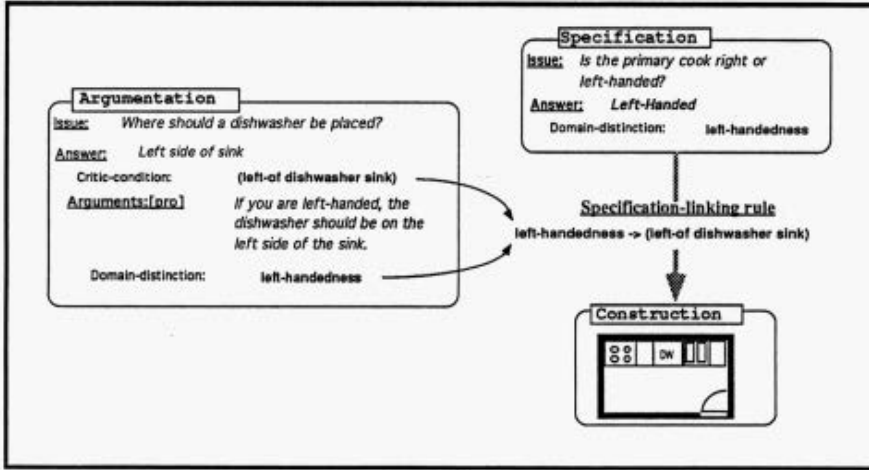 Argumentation
Issue: Where should a dishwasher be placed?
Answer: Left side of sink
Critic-condition: (left-of dishwasher sink)
Arguments:[pro] If you are left-handed, the
dishwasher should be on the
left side of the sink.
Domain-distinction: left-handedness
Specification
Issue: Is the primary cook right or
left-handed?
Answer: Left-Handed
Domain-distinction: left-handedness
Specification-linking rule
left-handedness -> (left-of dishwasher sink)
Construction
DW